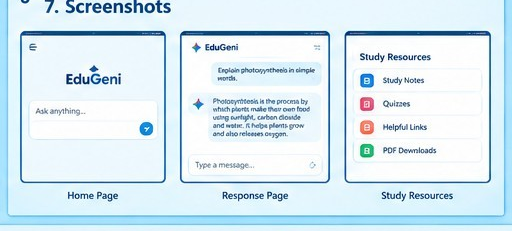 7. Screenshots
EduGeni
Ask anything...
Home Page
EduGeni
Explain photosynthesis in simple
words.
Photosynthesis is the process by
which plants make their own food
using sunlight, carbon dioxide
and water. It helps plants grow
and also releases oxygen.
Type a message...
Response Page
Study Resources
Study Notes
Quizzes
Helpful Links
PDF Downloads
Study Resources